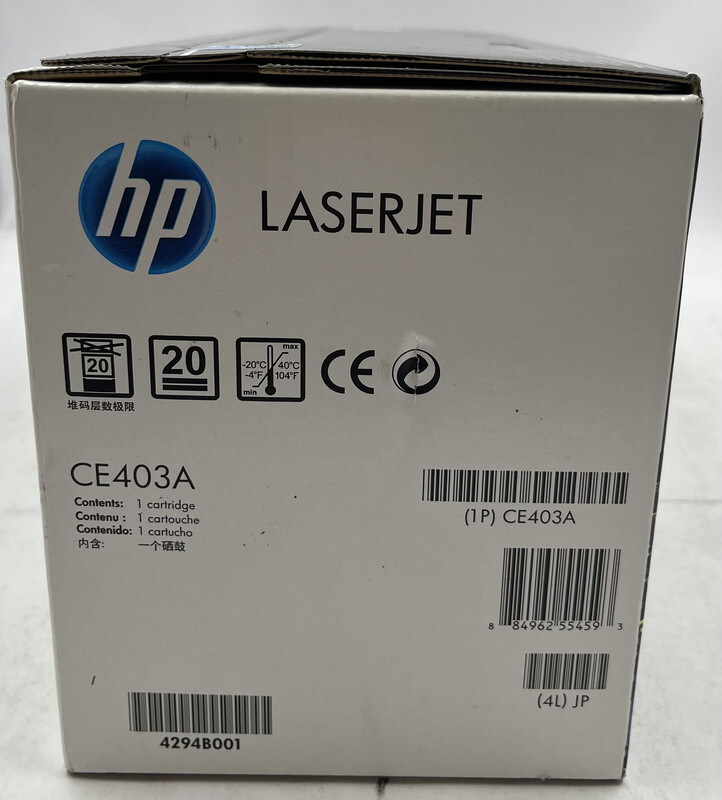 hp LASERJET
20
20
max
-20°C 40°C
-4°F 104°F
min
CE
堆码层数极限
CE403A
Contents: 1 cartridge
Contenu : 1 cartouche
Contenido: 1 cartucho
内含: 一个硒鼓
(1P) CE403A
8 84962 55459 3
(4L) JP
4294B001